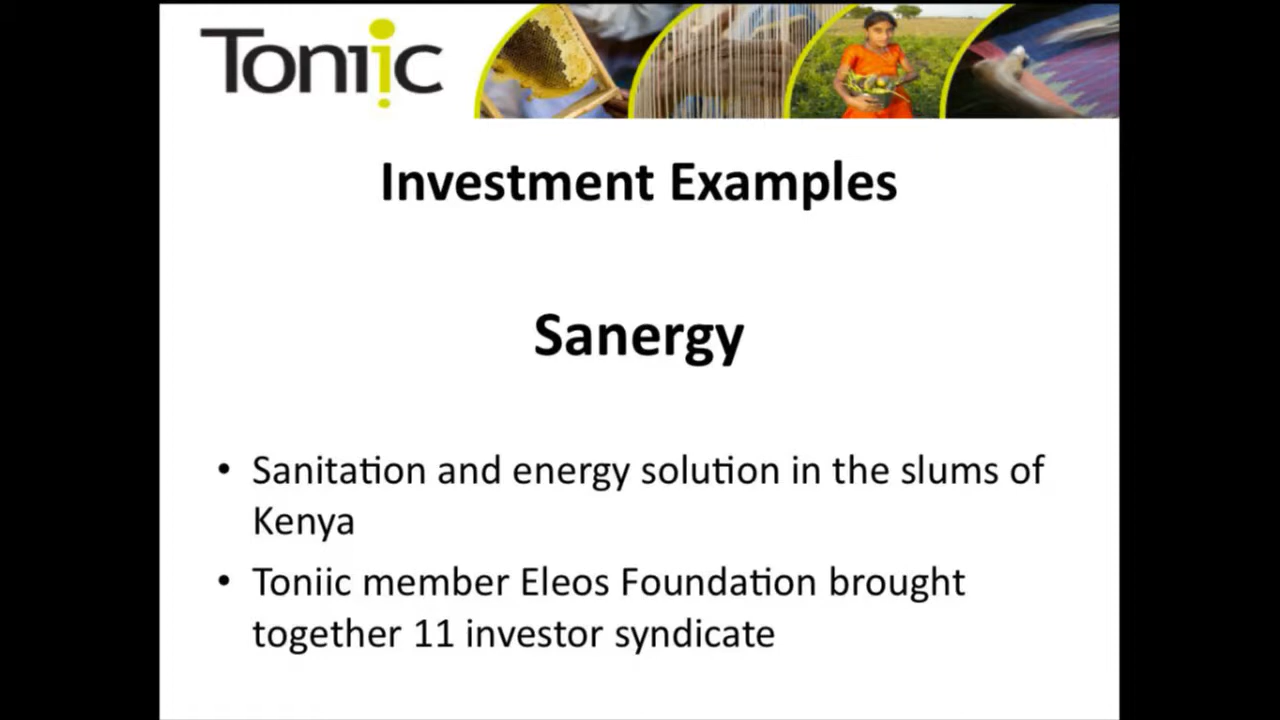 Toniic
Investment Examples
Sanergy
• Sanitation and energy solution in the slums of
Kenya
• Toniic member Eleos Foundation brought
together 11 investor syndicate